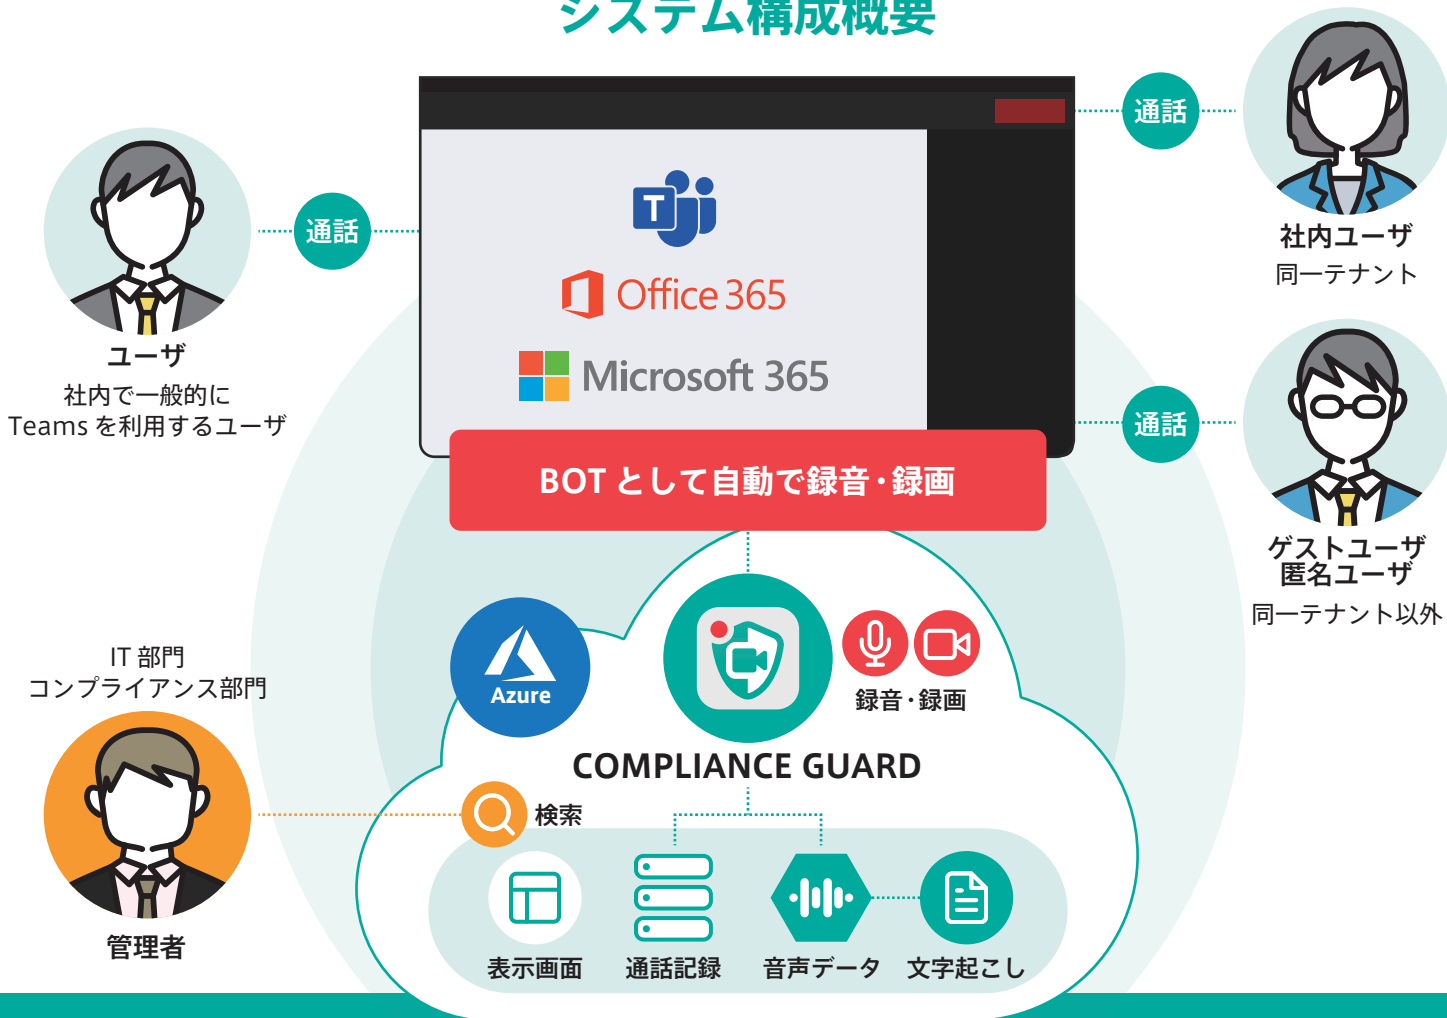 システム構成概要
通話
社内ユーザ
同一テナント
通話
ユーザ
社内で一般的に
Teams を利用するユーザ
T
Office 365
Microsoft 365
通話
ゲストユーザ
匿名ユーザ
同一テナント以外
BOT として自動で録音・録画
Azure
録音・録画
COMPLIANCE GUARD
IT 部門
コンプライアンス部門
管理者
検索
表示画面
通話記録
音声データ
文字起こし